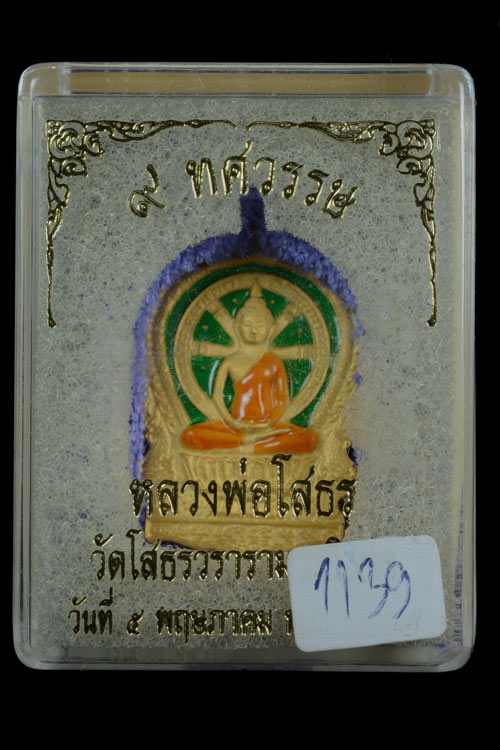 ๙ ทศวรรษ
หลวงพ่อโสธร
วัดโสธรวราราม
วันที่ ๕ พฤษภาคม
1139